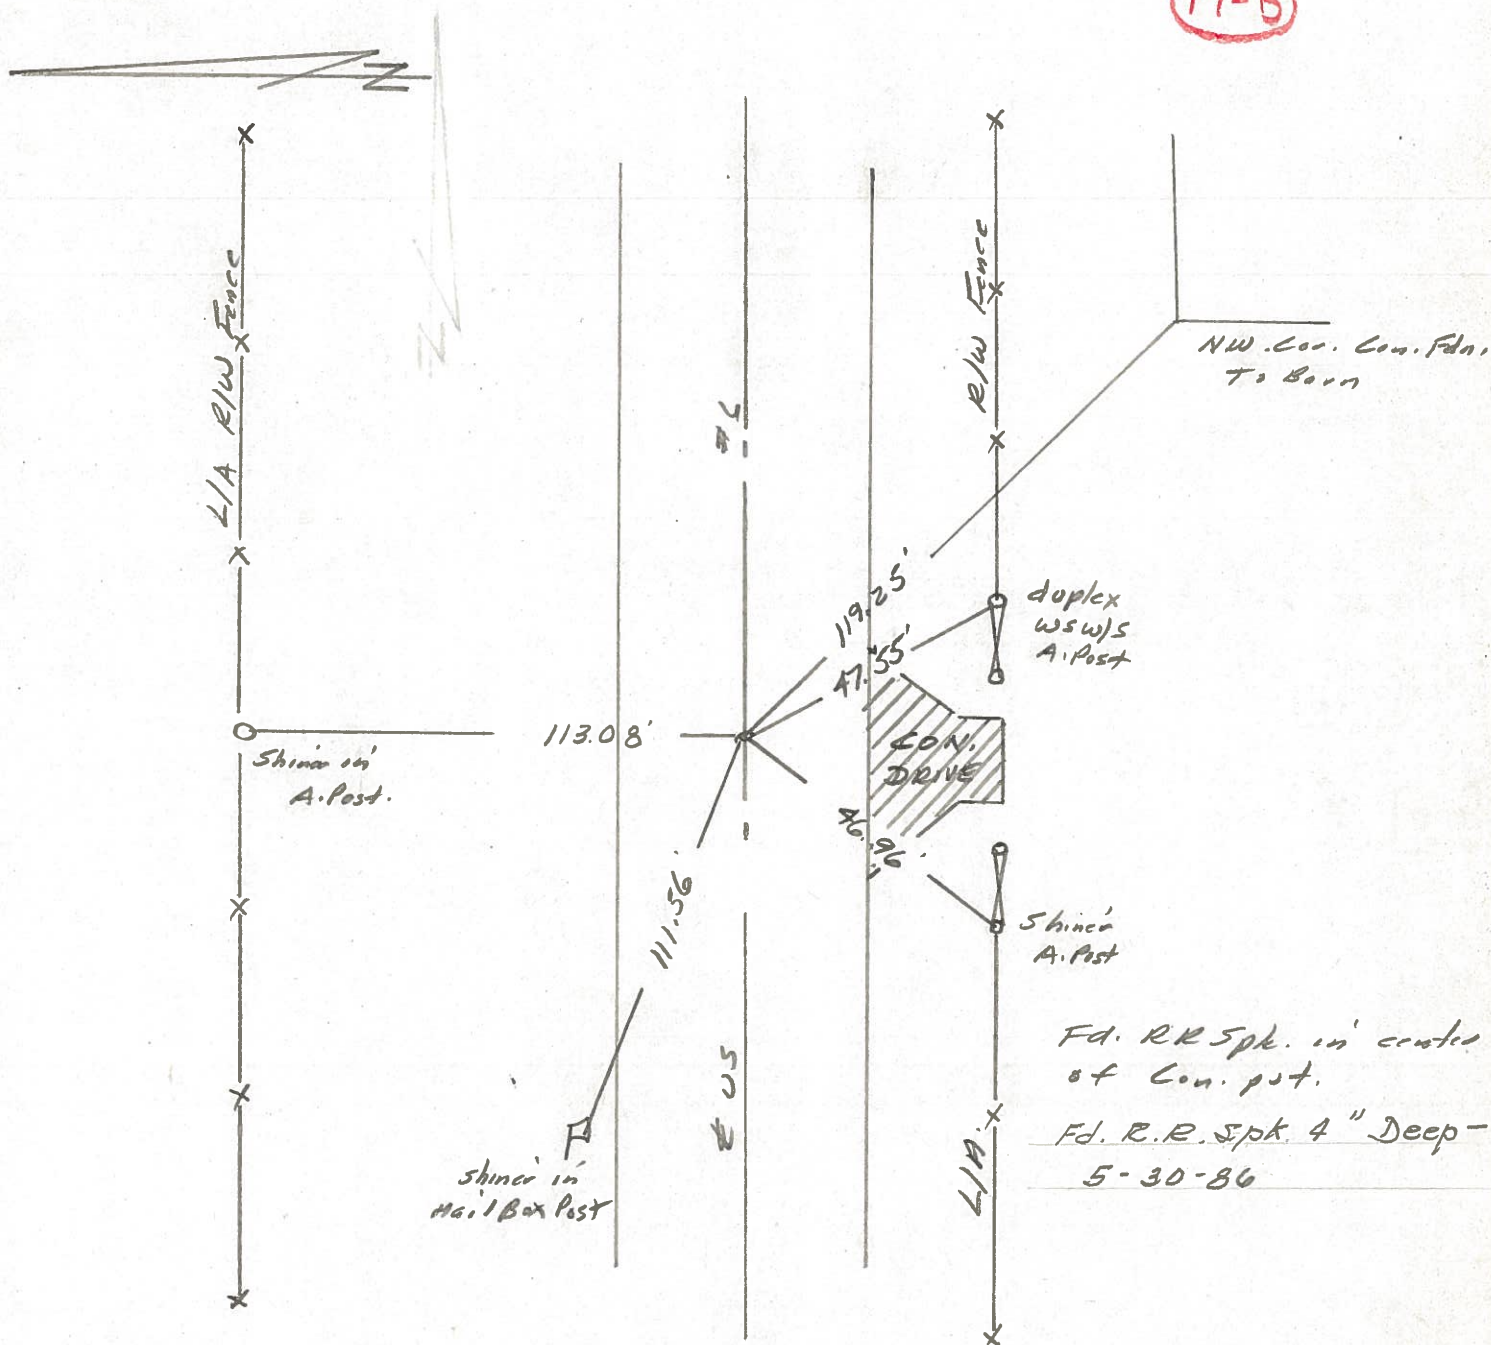 N
L/A R/W Fence
R/W Fence
NW. Cor. Con. Fdn.
To Barn
119.25'
47.55'
duplex
WSW/S
A. Post
113.08'
Shiner in
A. Post.
CON.
DRIVE
46.96'
111.56'
Shiner
A. Post
Fd. RR Spk. in center
of Con. pvt.
Fd. R.R. Spk. 4" Deep-
5-30-86
US
L/A
Shiner in
Mail Box Post